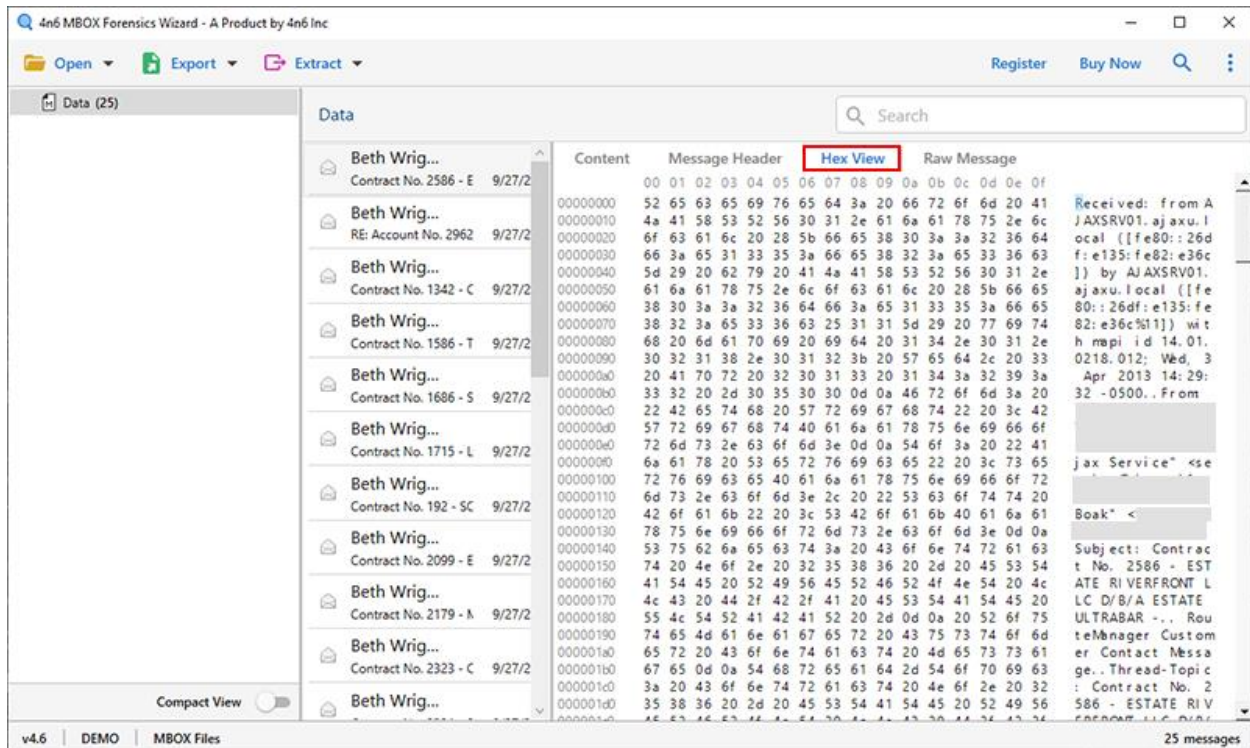 4n6 MBOX Forensics Wizard - A Product by 4n6 Inc
Open Export Extract Register Buy Now
Data (25)
Data
Search
Beth Wrig...
Contract No. 2586 - E 9/27/2
Beth Wrig...
RE: Account No. 2962 9/27/2
Beth Wrig...
Contract No. 1342 - C 9/27/2
Beth Wrig...
Contract No. 1586 - T 9/27/2
Beth Wrig...
Contract No. 1686 - S 9/27/2
Beth Wrig...
Contract No. 1715 - L 9/27/2
Beth Wrig...
Contract No. 192 - SC 9/27/2
Beth Wrig...
Contract No. 2099 - E 9/27/2
Beth Wrig...
Contract No. 2179 - 9/27/2
Beth Wrig...
Contract No. 2323 - C 9/27/2
Beth Wrig...
Content Message Header Hex View Raw Message
00 01 02 03 04 05 06 07 08 09 0a 0b 0c 0d 0e 0f
00000000 52 65 63 65 69 76 65 64 3a 20 66 72 6f 6d 20 41 Received: from A
00000010 4a 41 58 53 52 56 30 31 2e 61 6a 61 78 75 2e 6c JAXSRV01.ajaxu.l
00000020 6f 63 61 6c 20 28 5b 66 65 38 30 3a 3a 32 36 64 ocal ([fe80::26d
00000030 66 3a 65 31 33 35 3a 66 65 38 32 3a 65 33 36 63 f:e135:fe82:e36c
00000040 5d 29 20 62 79 20 41 4a 41 58 53 52 56 30 31 2e ]) by AJAXSRV01.
00000050 61 6a 61 78 75 2e 6c 6f 63 61 6c 20 28 5b 66 65 ajaxu.local ([fe
00000060 38 30 3a 3a 32 36 64 66 3a 65 31 33 35 3a 66 65 80::26df:e135:fe
00000070 38 32 3a 65 33 36 63 25 31 31 5d 29 20 77 69 74 82:e36c%11]) wit
00000080 68 20 6d 61 70 69 20 69 64 20 31 34 2e 30 31 2e h mapi id 14.01.
00000090 30 32 31 38 2e 30 31 32 3b 20 57 65 64 2c 20 33 0218.012; Wed, 3
000000a0 20 41 70 72 20 32 30 31 33 20 31 34 3a 32 39 3a Apr 2013 14:29:
000000b0 33 32 20 2d 30 35 30 30 0d 0a 46 72 6f 6d 3a 20 32 -0500..From
000000c0 22 42 65 74 68 20 57 72 69 67 68 74 22 20 3c 42
000000d0 57 72 69 67 68 74 40 61 6a 61 78 75 6e 69 66 6f
000000e0 72 6d 73 2e 63 6f 6d 3e 0d 0a 54 6f 3a 20 22 41
000000f0 6a 61 78 20 53 65 72 76 69 63 65 22 20 3c 73 65 jax Service" <se
00000100 72 76 69 63 65 40 61 6a 61 78 75 6e 69 66 6f 72
00000110 6d 73 2e 63 6f 6d 3e 2c 20 22 53 63 6f 74 74 20
00000120 42 6f 61 6b 22 20 3c 53 42 6f 61 6b 40 61 6a 61 Boak" <
00000130 78 75 6e 69 66 6f 72 6d 73 2e 63 6f 6d 3e 0d 0a
00000140 53 75 62 6a 65 63 74 3a 20 43 6f 6e 74 72 61 63 Subject: Contrac
00000150 74 20 4e 6f 2e 20 32 35 38 36 20 2d 20 45 53 54 t No. 2586 - EST
00000160 41 54 45 20 52 49 56 45 52 46 52 4f 4e 54 20 4c ATE RIVERFRONT L
00000170 4c 43 20 44 2f 42 2f 41 20 45 53 54 41 54 45 20 LC D/B/A ESTATE
00000180 55 4c 54 52 41 42 41 52 20 2d 0d 0a 20 52 6f 75 ULTRABAR -.. Rou
00000190 74 65 4d 61 6e 61 67 65 72 20 43 75 73 74 6f 6d teManager Custom
000001a0 65 72 20 43 6f 6e 74 61 63 74 20 4d 65 73 73 61 er Contact Messa
000001b0 67 65 0d 0a 54 68 72 65 61 64 2d 54 6f 70 69 63 ge..Thread-Topic
000001c0 3a 20 43 6f 6e 74 72 61 63 74 20 4e 6f 2e 20 32 : Contract No. 2
000001d0 35 38 36 20 2d 20 45 53 54 41 54 45 20 52 49 56 586 - ESTATE RIV
Compact View
v4.6 DEMO MBOX Files 25 messages